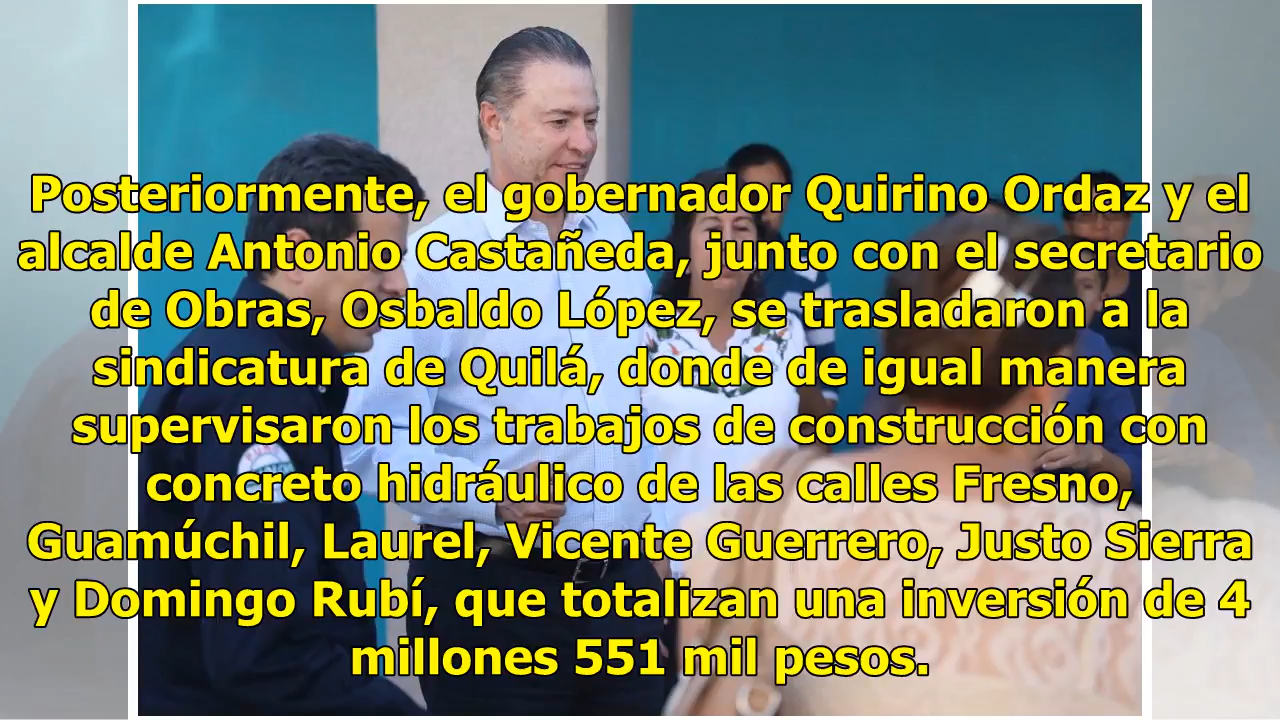 Posteriormente, el gobernador Quirino Ordaz y el
alcalde Antonio Castañeda, junto con el secretario
de Obras, Osbaldo López, se trasladaron a la
sindicatura de Quilá, donde de igual manera
supervisaron los trabajos de construcción con
concreto hidráulico de las calles Fresno,
Guamúchil, Laurel, Vicente Guerrero, Justo Sierra
y Domingo Rubí, que totalizan una inversión de 4
millones 551 mil pesos.